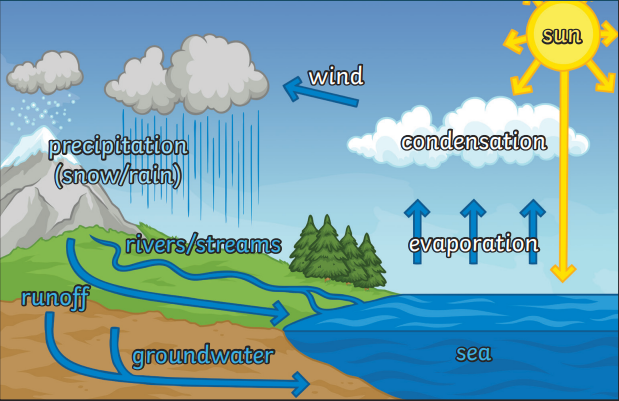 sun
wind
condensation
precipitation
(snow/rain)
rivers/streams
evaporation
runoff
groundwater
sea